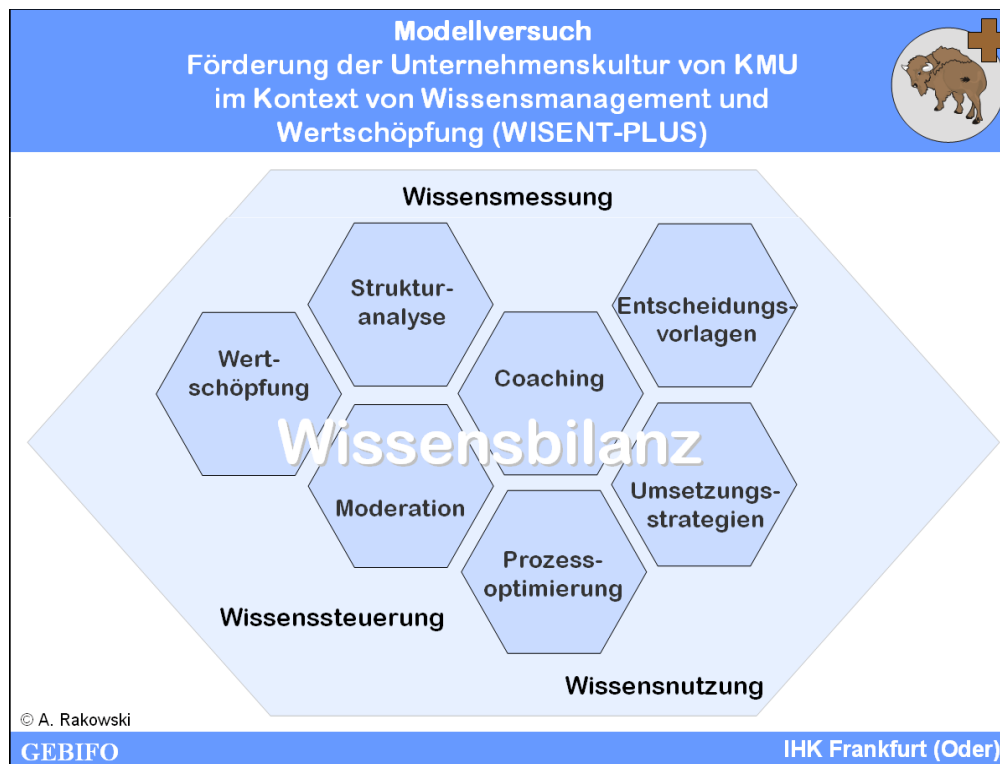 Modellversuch
Förderung der Unternehmenskultur von KMU
im Kontext von Wissensmanagement und
Wertschöpfung (WISENT-PLUS)
Wissensmessung
Struktur-
analyse
Entscheidungs-
vorlagen
Wert-
schöpfung
Coaching
Wissensbilanz
Moderation
Umsetzungs-
strategien
Prozess-
optimierung
Wissenssteuerung
Wissensnutzung
© A. Rakowski
GEBIFO
IHK Frankfurt (Oder)